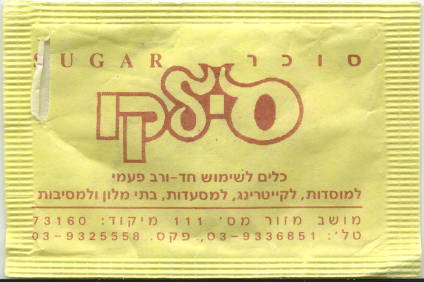 סוכר SUGAR
סילקו
כלים לשימוש חד-ורב פעמי
למוסדות, לקייטרינג, למסעדות, בתי מלון ולמסיבות
מושב מזור מס' 111 מיקוד: 73160
טל': 03-9336851, פקס. 03-9325558